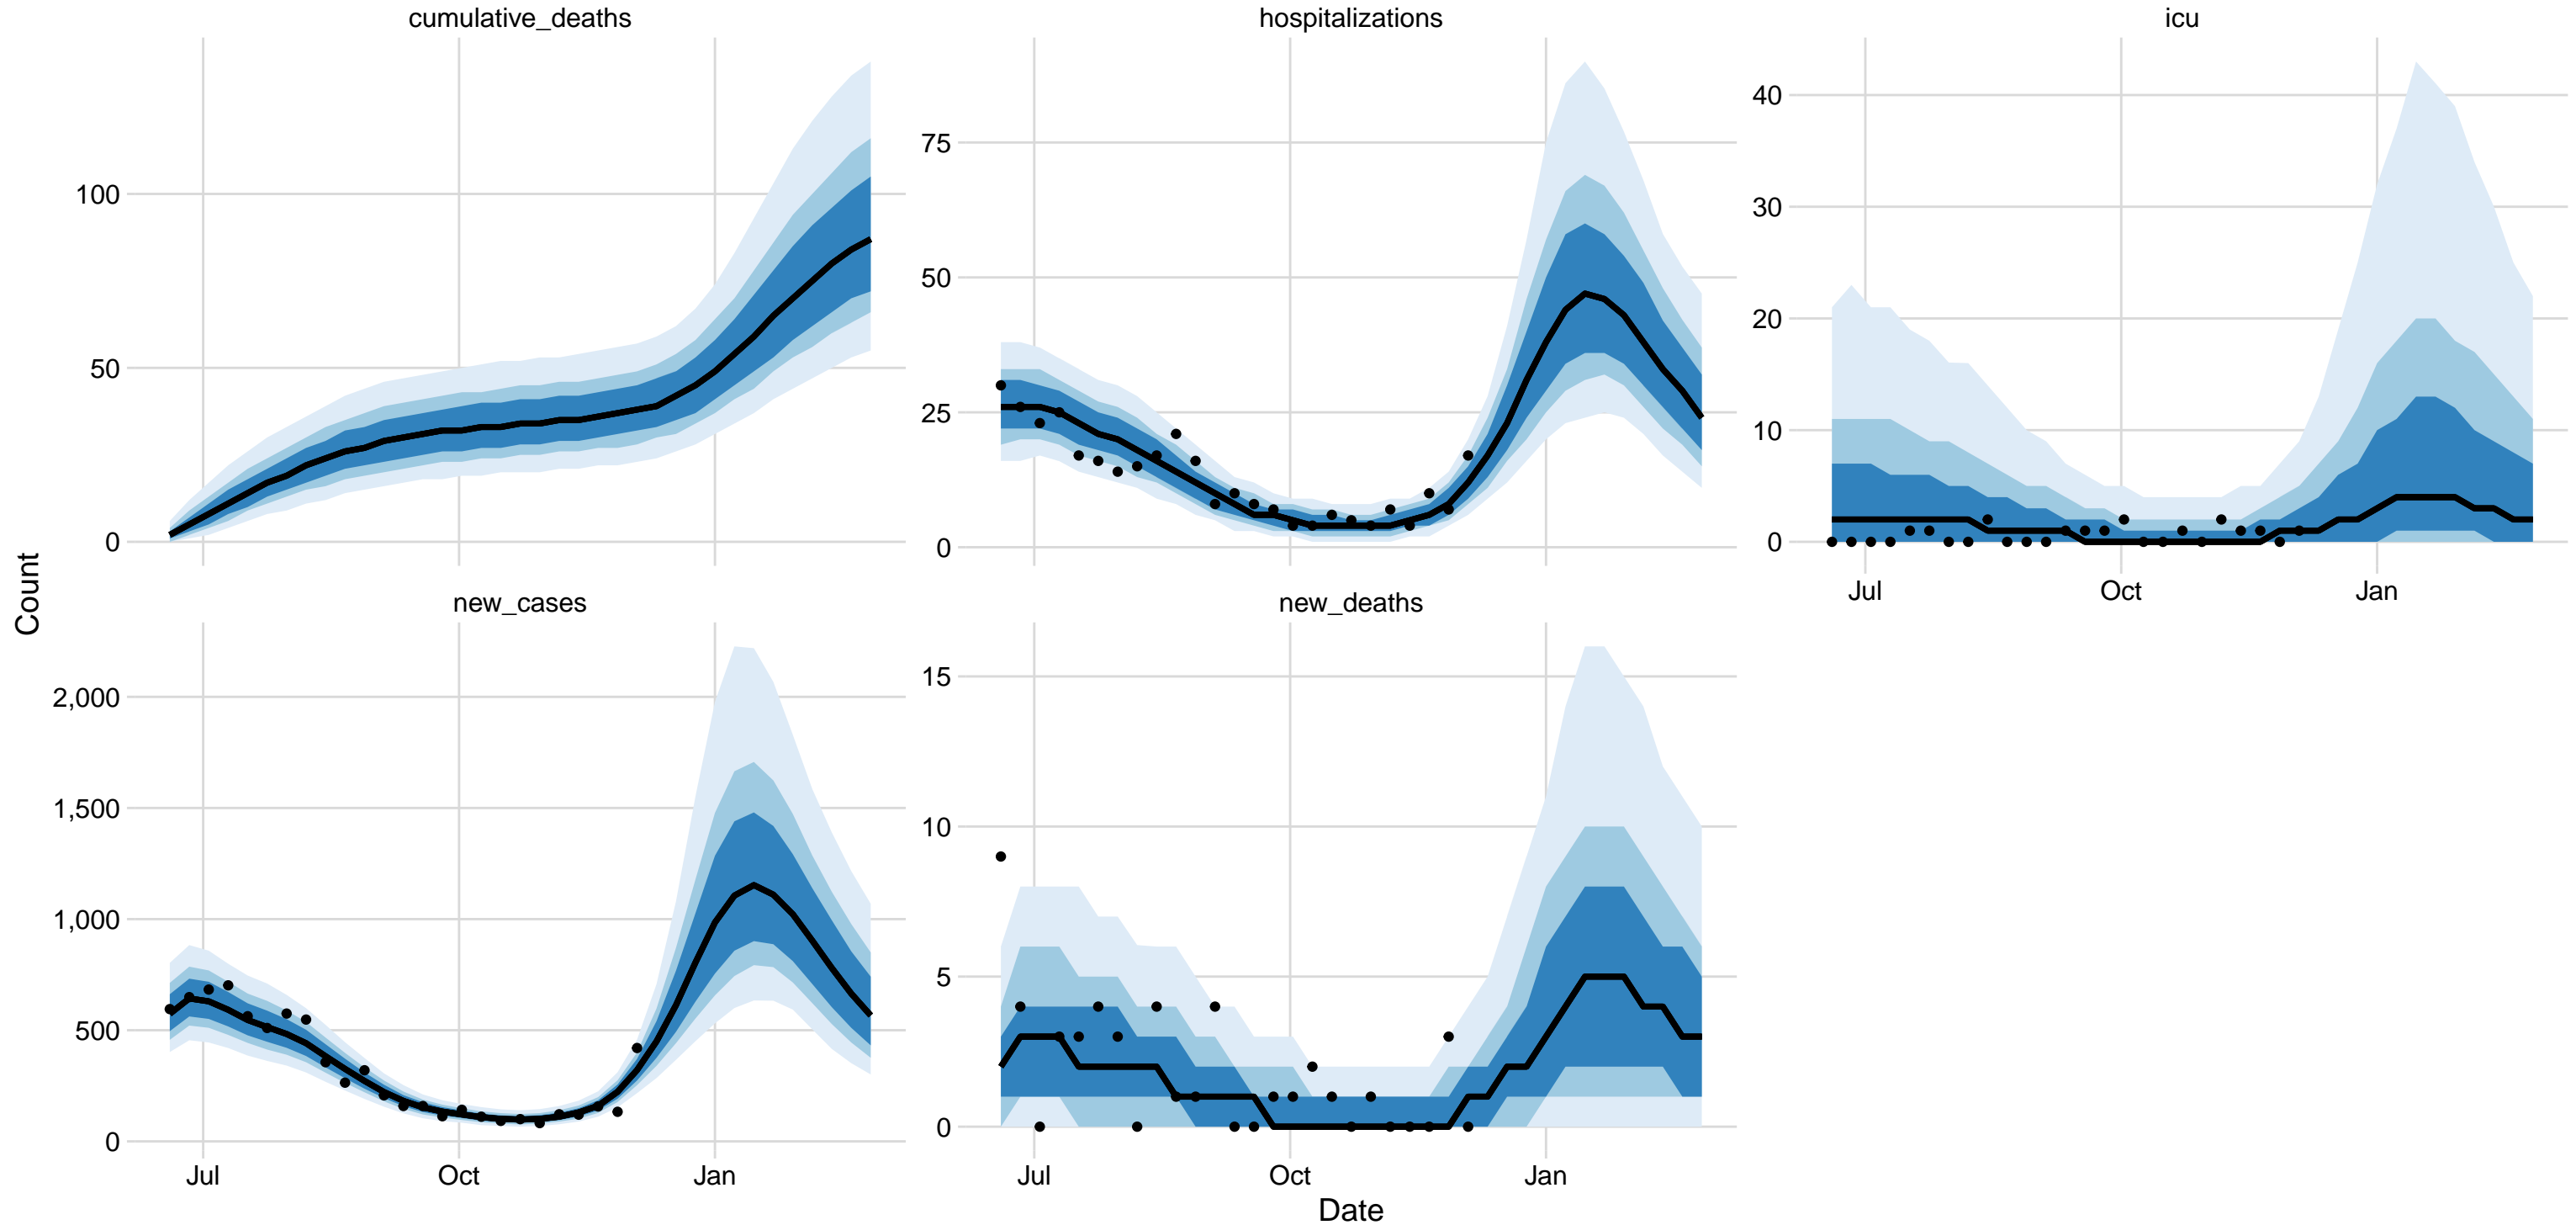 cumulative_deaths
hospitalizations
icu
100
50
0
75
50
25
0
40
30
20
10
0
Jul
Oct
Jan
Count
new_cases
new_deaths
2,000
1,500
1,000
500
0
15
10
5
0
Jul
Oct
Jan
Jul
Oct
Jan
Date